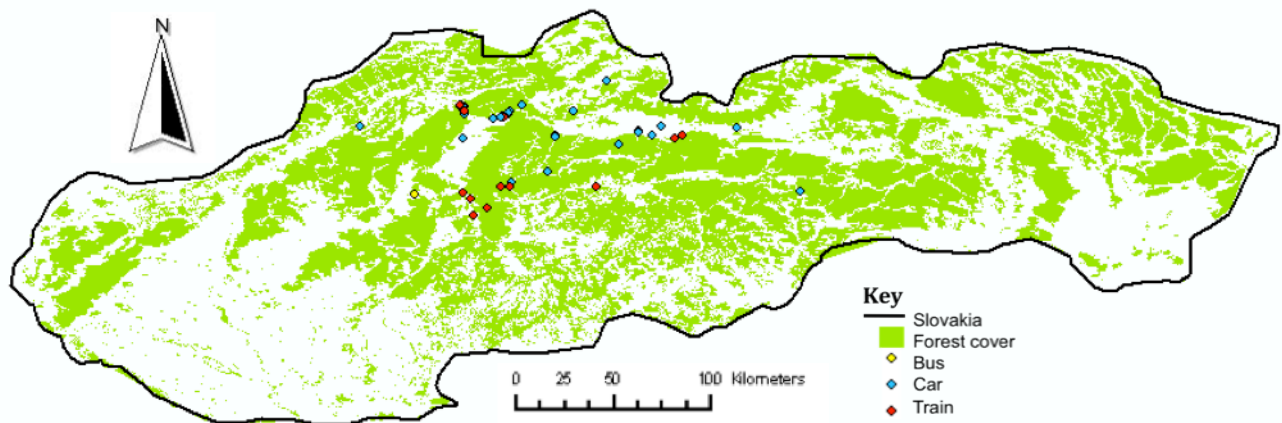 N
Key
Slovakia
Forest cover
Bus
Car
Train
0 25 50 100 Kilometers